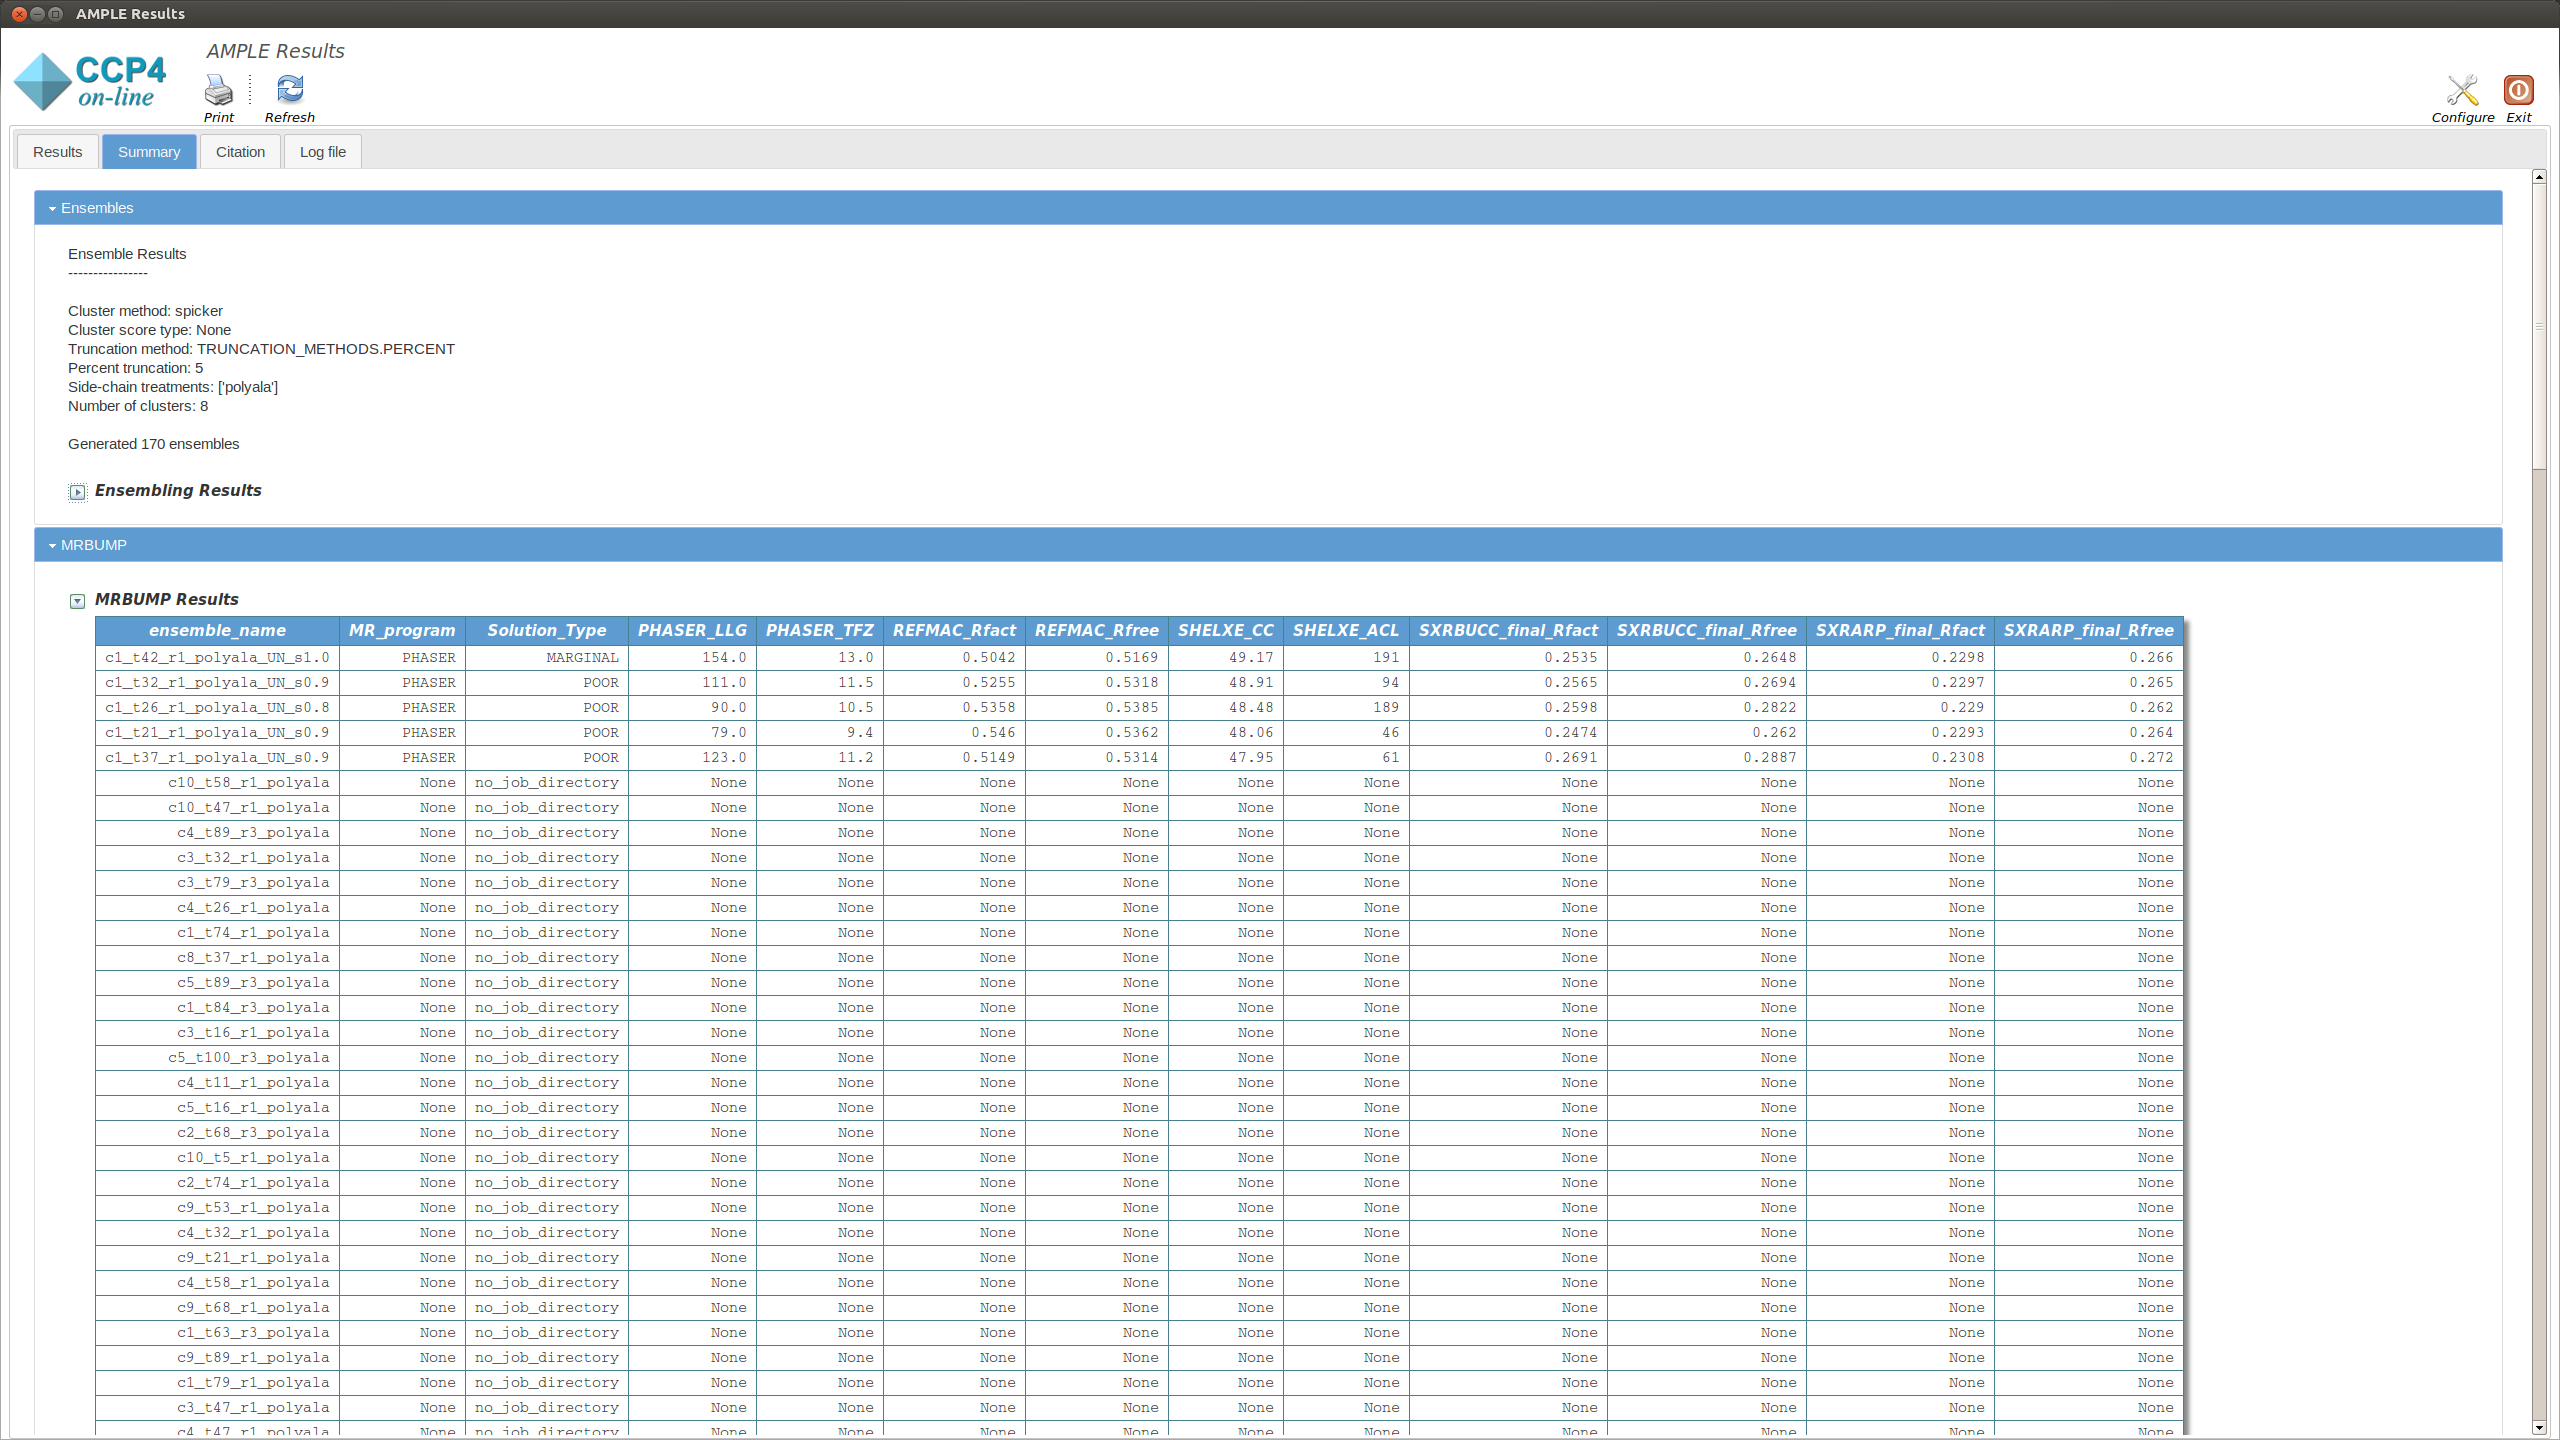 AMPLE Results
CCP4
on-line
AMPLE Results
Print
Refresh
Configure
Exit
Results
Summary
Citation
Log file
Ensembles
Ensemble Results
----------------
Cluster method: spicker
Cluster score type: None
Truncation method: TRUNCATION_METHODS.PERCENT
Percent truncation: 5
Side-chain treatments: ['polyala']
Number of clusters: 8
Generated 170 ensembles
Ensembling Results
MRBUMP
MRBUMP Results
ensemble_name MR_program Solution_Type PHASER_LLG PHASER_TFZ REFMAC_Rfact REFMAC_Rfree SHELXE_CC SHELXE_ACL SXRBUCC_final_Rfact SXRBUCC_final_Rfree SXRARP_final_Rfact SXRARP_final_Rfree
c1_t42_r1_polyala_UN_s1.0 PHASER MARGINAL 154.0 13.0 0.5042 0.5169 49.17 191 0.2535 0.2648 0.2298 0.266
c1_t32_r1_polyala_UN_s0.9 PHASER POOR 111.0 11.5 0.5255 0.5318 48.91 94 0.2565 0.2694 0.2297 0.265
c1_t26_r1_polyala_UN_s0.8 PHASER POOR 90.0 10.5 0.5358 0.5385 48.48 189 0.2598 0.2822 0.229 0.262
c1_t21_r1_polyala_UN_s0.9 PHASER POOR 79.0 9.4 0.546 0.5362 48.06 46 0.2474 0.262 0.2293 0.264
c1_t37_r1_polyala_UN_s0.9 PHASER POOR 123.0 11.2 0.5149 0.5314 47.95 61 0.2691 0.2887 0.2308 0.272
c10_t58_r1_polyala None no_job_directory None None None None None None None None None None
c10_t47_r1_polyala None no_job_directory None None None None None None None None None None
c4_t89_r3_polyala None no_job_directory None None None None None None None None None None
c3_t32_r1_polyala None no_job_directory None None None None None None None None None None
c3_t79_r3_polyala None no_job_directory None None None None None None None None None None
c4_t26_r1_polyala None no_job_directory None None None None None None None None None None
c1_t74_r1_polyala None no_job_directory None None None None None None None None None None
c8_t37_r1_polyala None no_job_directory None None None None None None None None None None
c5_t89_r3_polyala None no_job_directory None None None None None None None None None None
c1_t84_r3_polyala None no_job_directory None None None None None None None None None None
c3_t16_r1_polyala None no_job_directory None None None None None None None None None None
c5_t100_r3_polyala None no_job_directory None None None None None None None None None None
c4_t11_r1_polyala None no_job_directory None None None None None None None None None None
c5_t16_r1_polyala None no_job_directory None None None None None None None None None None
c2_t68_r3_polyala None no_job_directory None None None None None None None None None None
c10_t5_r1_polyala None no_job_directory None None None None None None None None None None
c2_t74_r1_polyala None no_job_directory None None None None None None None None None None
c9_t53_r1_polyala None no_job_directory None None None None None None None None None None
c4_t32_r1_polyala None no_job_directory None None None None None None None None None None
c9_t21_r1_polyala None no_job_directory None None None None None None None None None None
c4_t58_r1_polyala None no_job_directory None None None None None None None None None None
c9_t68_r1_polyala None no_job_directory None None None None None None None None None None
c1_t63_r3_polyala None no_job_directory None None None None None None None None None None
c9_t89_r1_polyala None no_job_directory None None None None None None None None None None
c1_t79_r1_polyala None no_job_directory None None None None None None None None None None
c3_t47_r1_polyala None no_job_directory None None None None None None None None None None
c4_t47_r1_polyala None no_job_directory None None None None None None None None None None